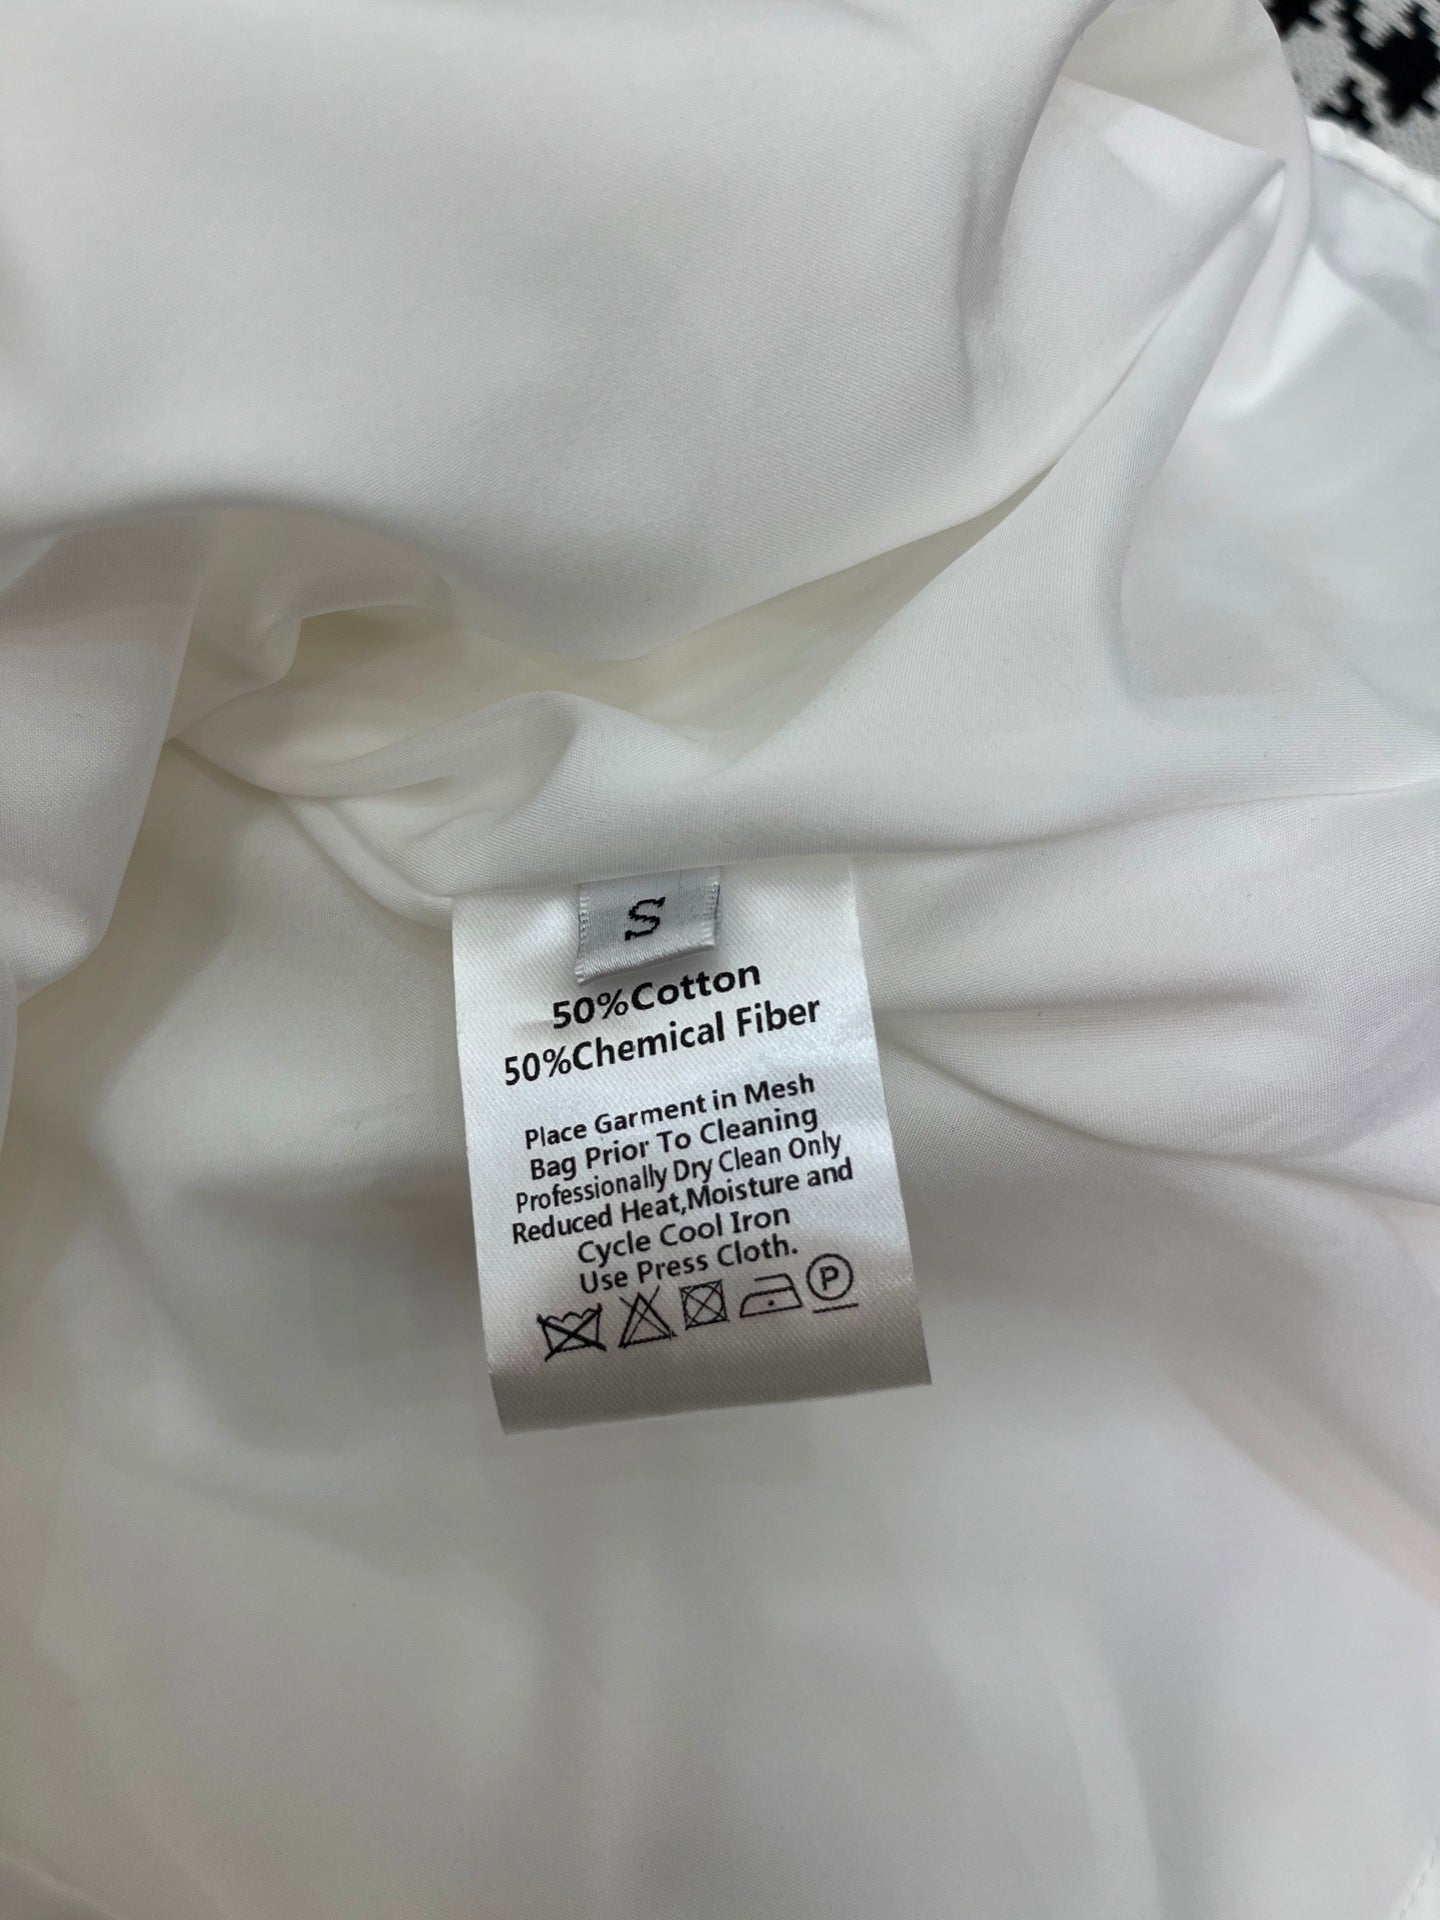 S
50%Cotton
50%Chemical Fiber
Place Garment in Mesh
Bag Prior To Cleaning
Professionally Dry Clean Only
Reduced Heat,Moisture and
Cycle Cool Iron
Use Press Cloth.
P